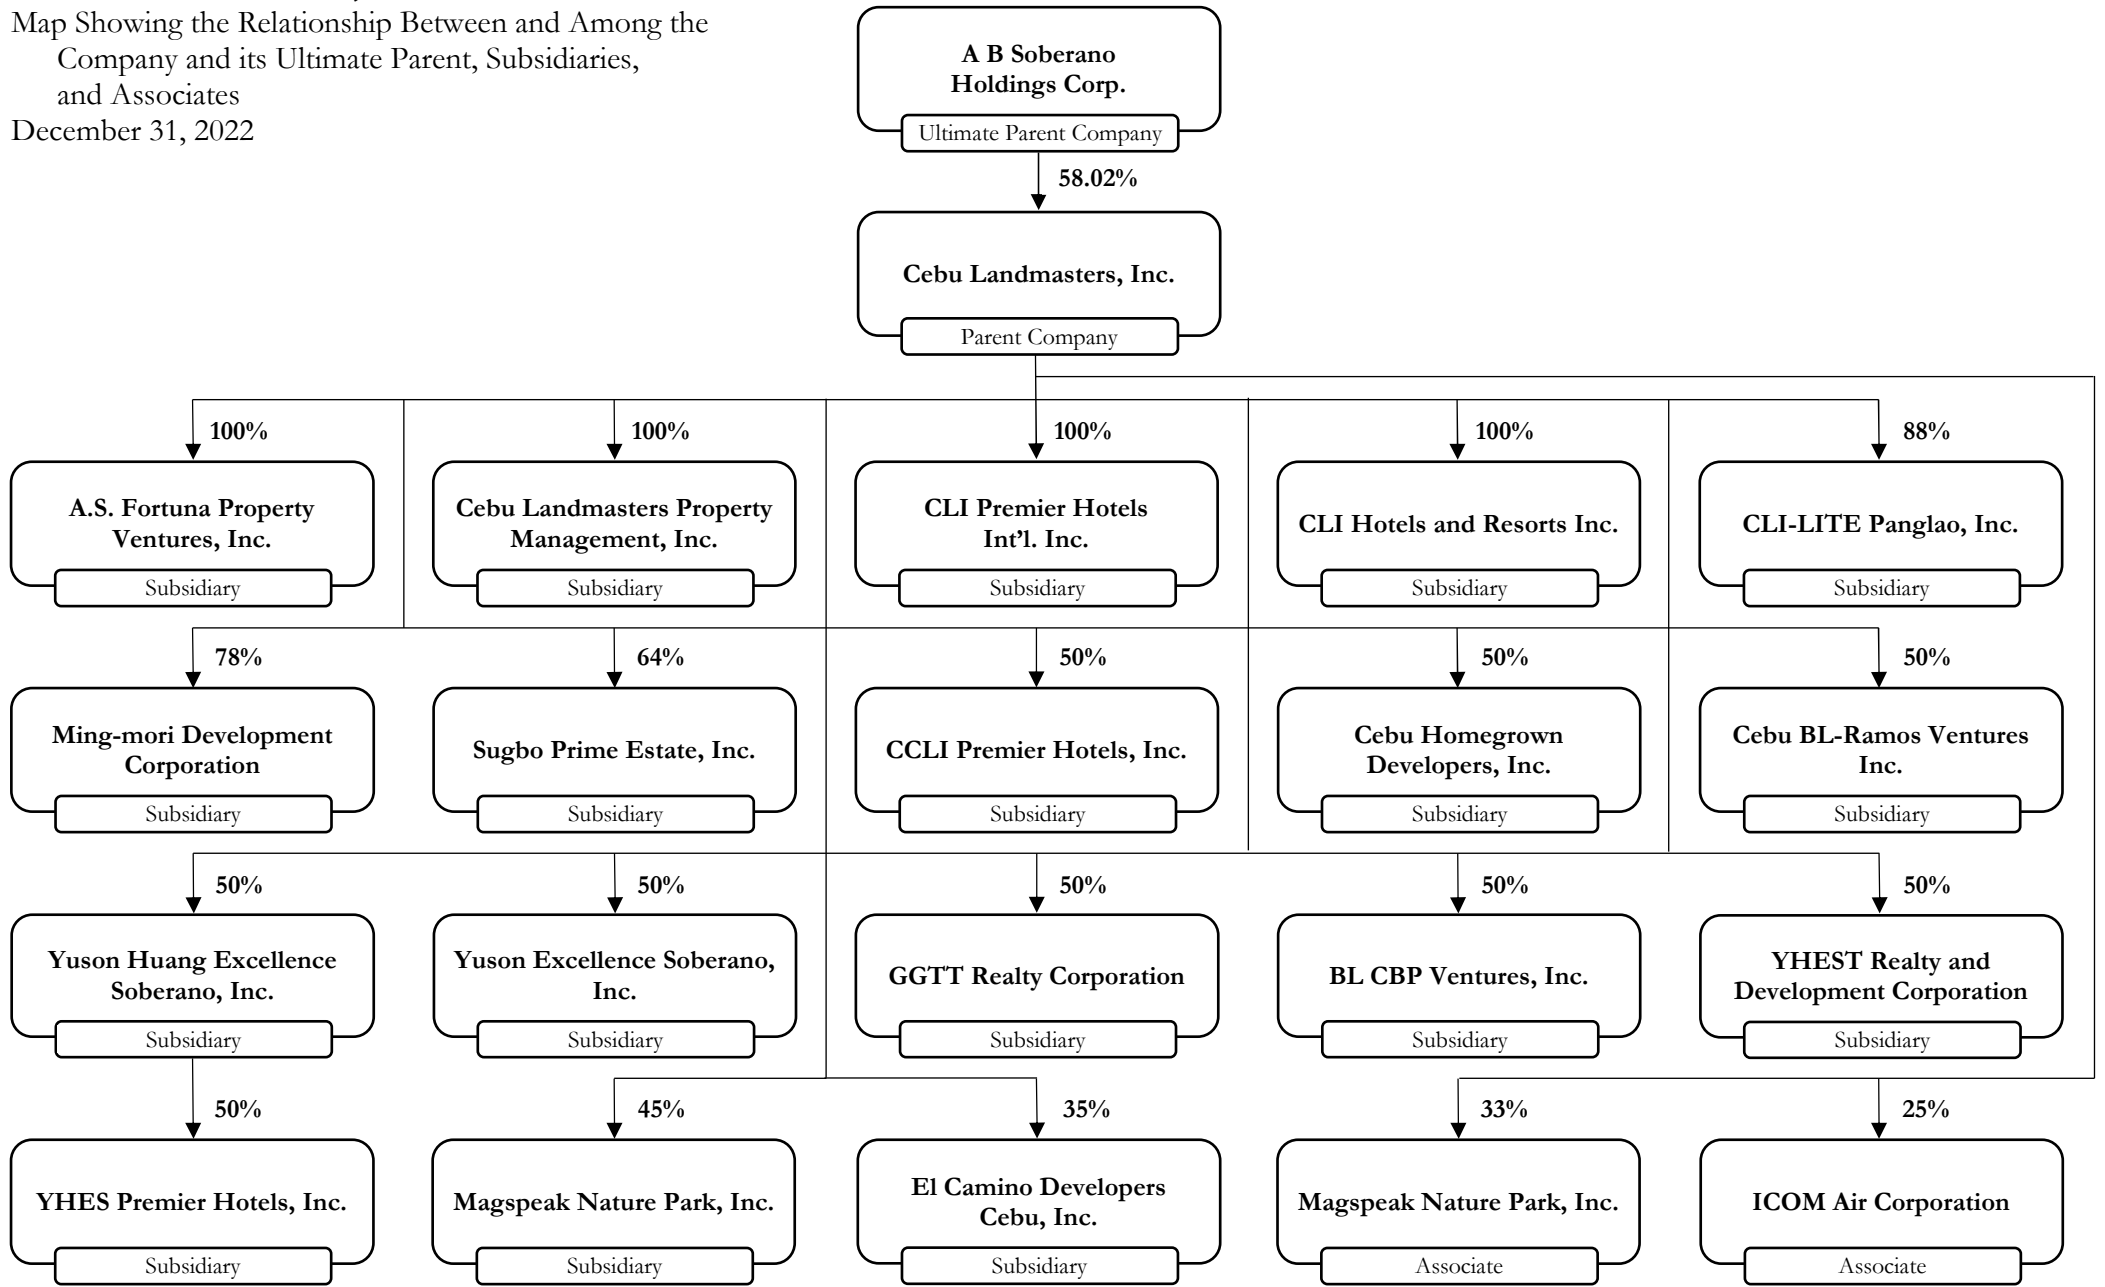 Map Showing the Relationship Between and Among the
Company and its Ultimate Parent, Subsidiaries,
and Associates
December 31, 2022
A B Soberano
Holdings Corp.
Ultimate Parent Company
58.02%
Cebu Landmasters, Inc.
Parent Company
100%
100%
100%
100%
88%
A.S. Fortuna Property
Ventures, Inc.
Subsidiary
Cebu Landmasters Property
Management, Inc.
Subsidiary
CLI Premier Hotels
Int’l. Inc.
Subsidiary
CLI Hotels and Resorts Inc.
Subsidiary
CLI-LITE Panglao, Inc.
Subsidiary
78%
64%
50%
50%
50%
Ming-mori Development
Corporation
Subsidiary
Sugbo Prime Estate, Inc.
Subsidiary
CCLI Premier Hotels, Inc.
Subsidiary
Cebu Homegrown
Developers, Inc.
Subsidiary
Cebu BL-Ramos Ventures
Inc.
Subsidiary
50%
50%
50%
50%
50%
Yuson Huang Excellence
Soberano, Inc.
Subsidiary
Yuson Excellence Soberano,
Inc.
Subsidiary
GGTT Realty Corporation
Subsidiary
BL CBP Ventures, Inc.
Subsidiary
YHEST Realty and
Development Corporation
Subsidiary
50%
45%
35%
33%
25%
YHES Premier Hotels, Inc.
Subsidiary
Magspeak Nature Park, Inc.
Subsidiary
El Camino Developers
Cebu, Inc.
Subsidiary
Magspeak Nature Park, Inc.
Associate
ICOM Air Corporation
Associate